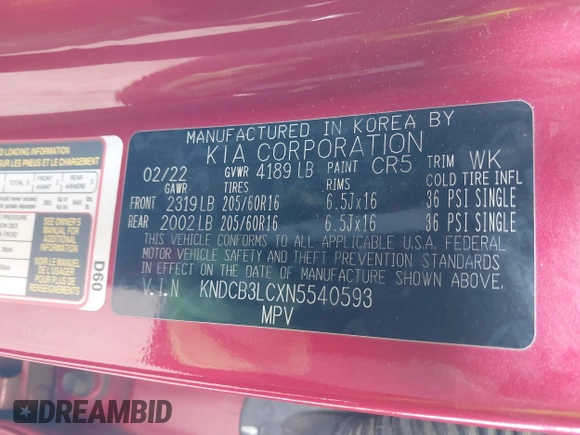 MANUFACTURED IN KOREA BY
KIA CORPORATION
02/22 GVWR 4189 LB PAINT CR5 TRIM WK
GAWR TIRES RIMS COLD TIRE INFL
FRONT 2319 LB 205/60R16 6.5Jx16 36 PSI SINGLE
REAR 2002 LB 205/60R16 6.5Jx16 36 PSI SINGLE
THIS VEHICLE CONFORMS TO ALL APPLICABLE U.S.A. FEDERAL
MOTOR VEHICLE SAFETY AND THEFT PREVENTION STANDARDS
IN EFFECT ON THE DATE OF MANUFACTURE SHOWN ABOVE.
V.I.N KNDCB3LCXN5540593
MPV
LOADING INFORMATION
SUR LES PNEUS ET LE CHARGEMENT
SEE OWNER'S
MANUAL FOR
ADDITIONAL
INFORMATION
VOIR LE MANUEL
DE L'USAGER
POUR PLUS DE
RENSEIGNEMENTS
D60
DREAMBID